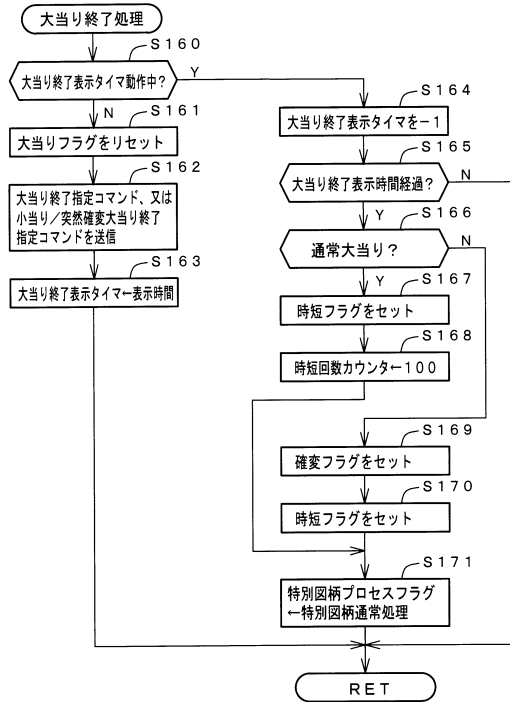 大当り終了処理
S160
大当り終了表示タイマ動作中?
Y
N
S161
大当りフラグをリセット
S162
大当り終了指定コマンド、又は
小当り/突然確変大当り終了
指定コマンドを送信
S163
大当り終了表示タイマ←表示時間
S164
大当り終了表示タイマを−1
S165
大当り終了表示時間経過?
N
Y
S166
通常大当り?
N
Y
S167
時短フラグをセット
S168
時短回数カウンタ←100
S169
確変フラグをセット
S170
時短フラグをセット
S171
特別図柄プロセスフラグ
←特別図柄通常処理
RET